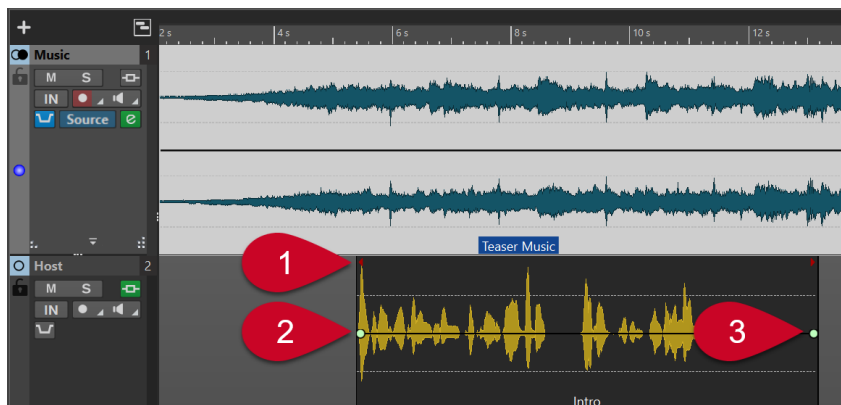 +
2 s 4 s 6 s 8 s 10 s 12 s
Music 1
M S
IN
Source e
Teaser Music
1
Host 2
M S
IN
2
3
Intro